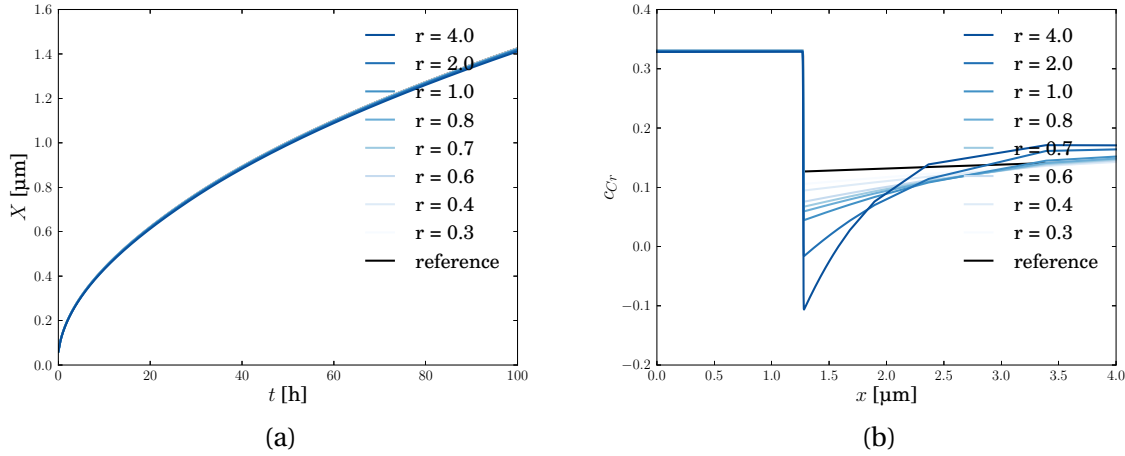 1.6
1.4
1.2
1.0
0.8
0.6
0.4
0.2
0.0
X [µm]
0 20 40 60 80 100
t [h]
r = 4.0
r = 2.0
r = 1.0
r = 0.8
r = 0.7
r = 0.6
r = 0.4
r = 0.3
reference
(a)
0.4
0.3
0.2
0.1
0.0
−0.1
−0.2
c_Cr
0.0 0.5 1.0 1.5 2.0 2.5 3.0 3.5 4.0
x [µm]
r = 4.0
r = 2.0
r = 1.0
r = 0.8
r = 0.7
r = 0.6
r = 0.4
r = 0.3
reference
(b)